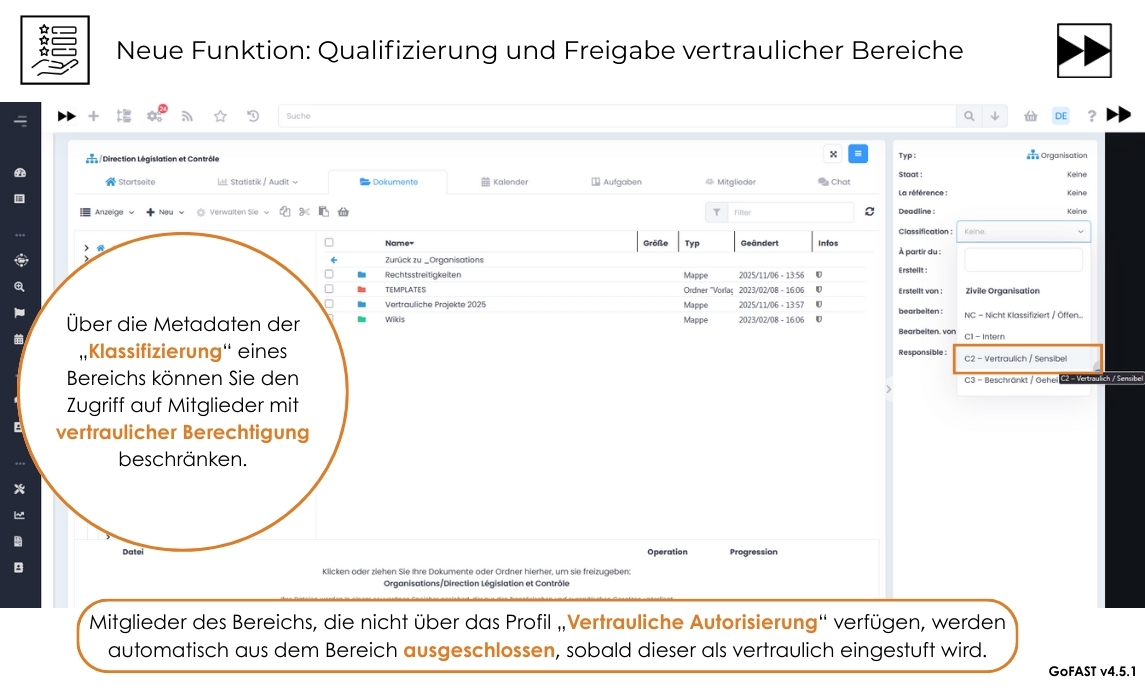 Neue Funktion: Qualifizierung und Freigabe vertraulicher Bereiche
24
Suche
DE
?
/Direction Législation et Contrôle
Startseite
Statistik / Audit
Dokumente
Kalender
Aufgaben
Mitglieder
Chat
Anzeige
Neu
Verwalten Sie
Filter
Name
Größe
Typ
Geändert
Infos
Zurück zu _Organisations
Rechtsstreitigkeiten Mappe 2025/11/06 - 13:56
TEMPLATES Ordner "Vorlag 2023/02/08 - 16:06
Vertrauliche Projekte 2025 Mappe 2025/11/06 - 13:57
Wikis Mappe 2023/02/08 - 16:06
Typ : Organisation
Staat : Keine
La référence : Keine
Deadline : Keine
Classification : Keine.
À partir du :
Erstellt :
Erstellt von :
bearbeiten :
Bearbeiten. von
Responsible :
Zivile Organisation
NC – Nicht Klassifiziert / Öffen...
C1 – Intern
C2 – Vertraulich / Sensibel
C3 – Beschränkt / Gehei
C2 – Vertraulich / Sensibel
Über die Metadaten der
„Klassifizierung“ eines
Bereichs können Sie den
Zugriff auf Mitglieder mit
vertraulicher Berechtigung
beschränken.
Datei
Operation
Progression
Klicken oder ziehen Sie Ihre Dokumente oder Ordner hierher, um sie freizugeben:
Organisations/Direction Législation et Contrôle
Mitglieder des Bereichs, die nicht über das Profil „Vertrauliche Autorisierung“ verfügen, werden
automatisch aus dem Bereich ausgeschlossen, sobald dieser als vertraulich eingestuft wird.
GoFAST v4.5.1